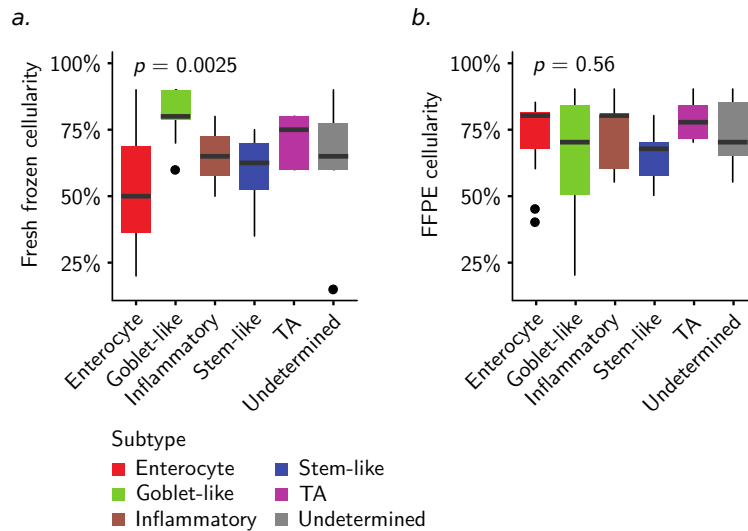 a.
p = 0.0025
Fresh frozen cellularity
100%
75%
50%
25%
Enterocyte
Goblet-like
Inflammatory
Stem-like
TA
Undetermined
b.
p = 0.56
FFPE cellularity
100%
75%
50%
25%
Enterocyte
Goblet-like
Inflammatory
Stem-like
TA
Undetermined
Subtype
Enterocyte
Goblet-like
Inflammatory
Stem-like
TA
Undetermined